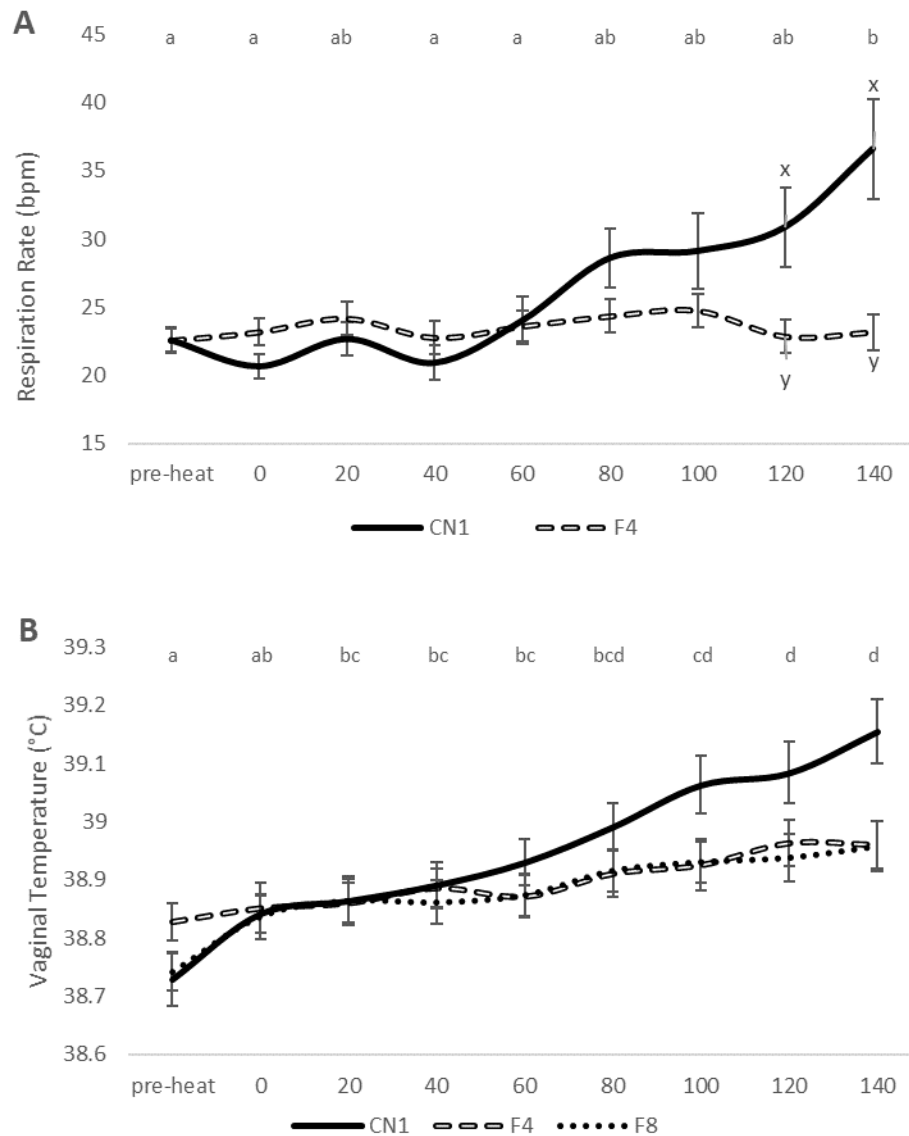 A
45 a a ab a a ab ab ab b
40
35
30
25
20
15
x
x
y
y
Respiration Rate (bpm)
pre-heat 0 20 40 60 80 100 120 140
CN1 F4
B
39.3 a ab bc bc bc bcd cd d d
39.2
39.1
39
38.9
38.8
38.7
38.6
Vaginal Temperature (°C)
pre-heat 0 20 40 60 80 100 120 140
CN1 F4 F8